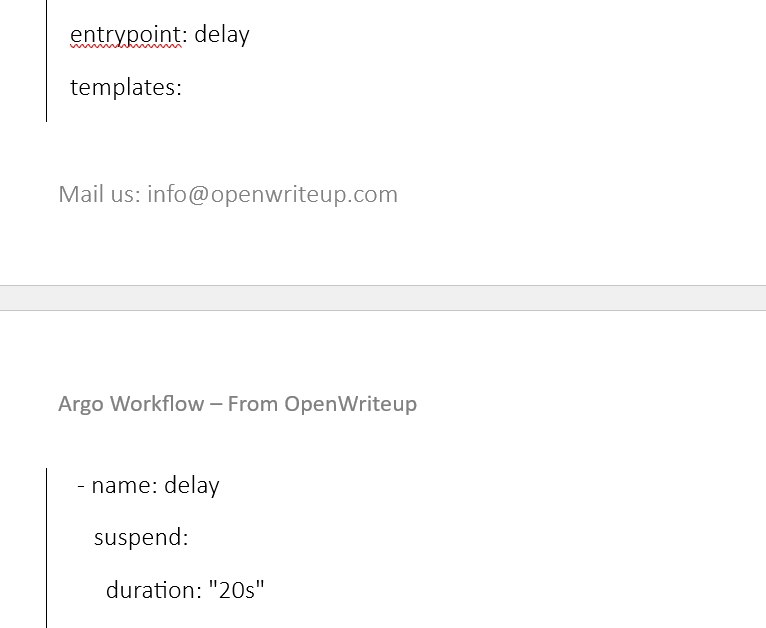 entrypoint: delay
templates:
Mail us: info@openwriteup.com
Argo Workflow – From OpenWriteup
- name: delay
suspend:
duration: "20s"